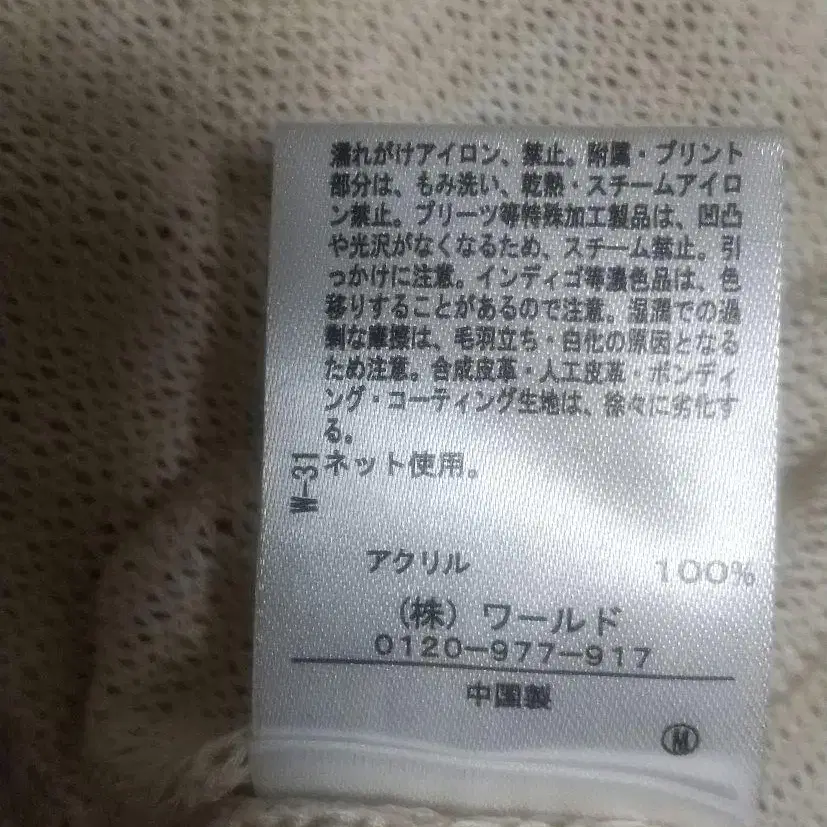 濡れがけアイロン、禁止。附属・プリント
部分は、もみ洗い、乾熱・スチームアイロ
ン禁止。プリーツ等特殊加工製品は、凹凸
や光沢がなくなるため、スチーム禁止。引
っかけに注意。インディゴ等濃色品は、色
移りすることがあるので注意。湿潤での過
剰な摩擦は、毛羽立ち・白化の原因となる
ため注意。合成皮革・人工皮革・ボンディ
ング・コーティング生地は、徐々に劣化す
る。
ネット使用。
W-31
アクリル 100%
(株) ワールド
0120-977-917
中国製
M